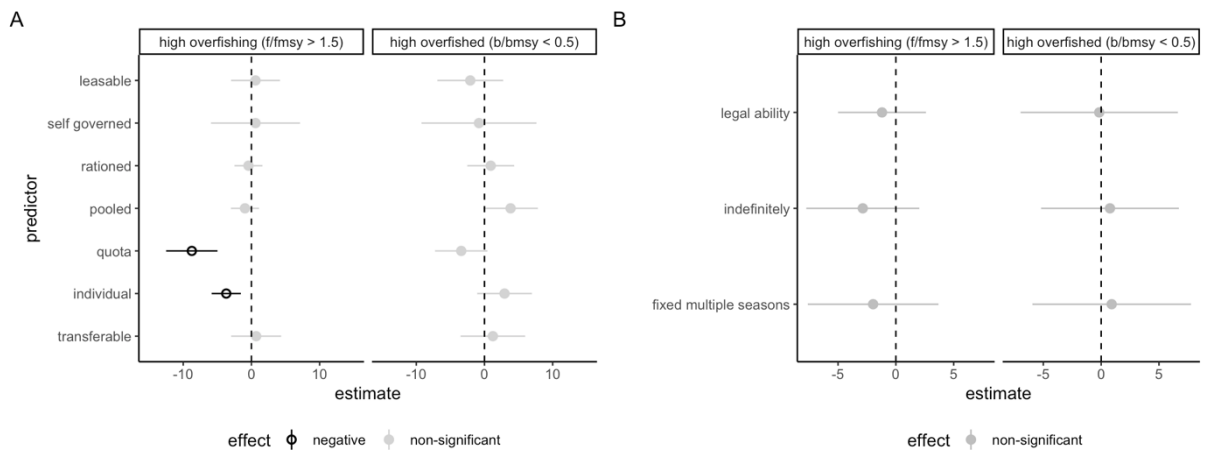 A
high overfishing (f/fmsy > 1.5)
high overfished (b/bmsy < 0.5)
predictor
leasable
self governed
rationed
pooled
quota
individual
transferable
-10 0 10
-10 0 10
estimate
effect negative non-significant
B
high overfishing (f/fmsy > 1.5)
high overfished (b/bmsy < 0.5)
legal ability
indefinitely
fixed multiple seasons
-5 0 5
-5 0 5
estimate
effect non-significant